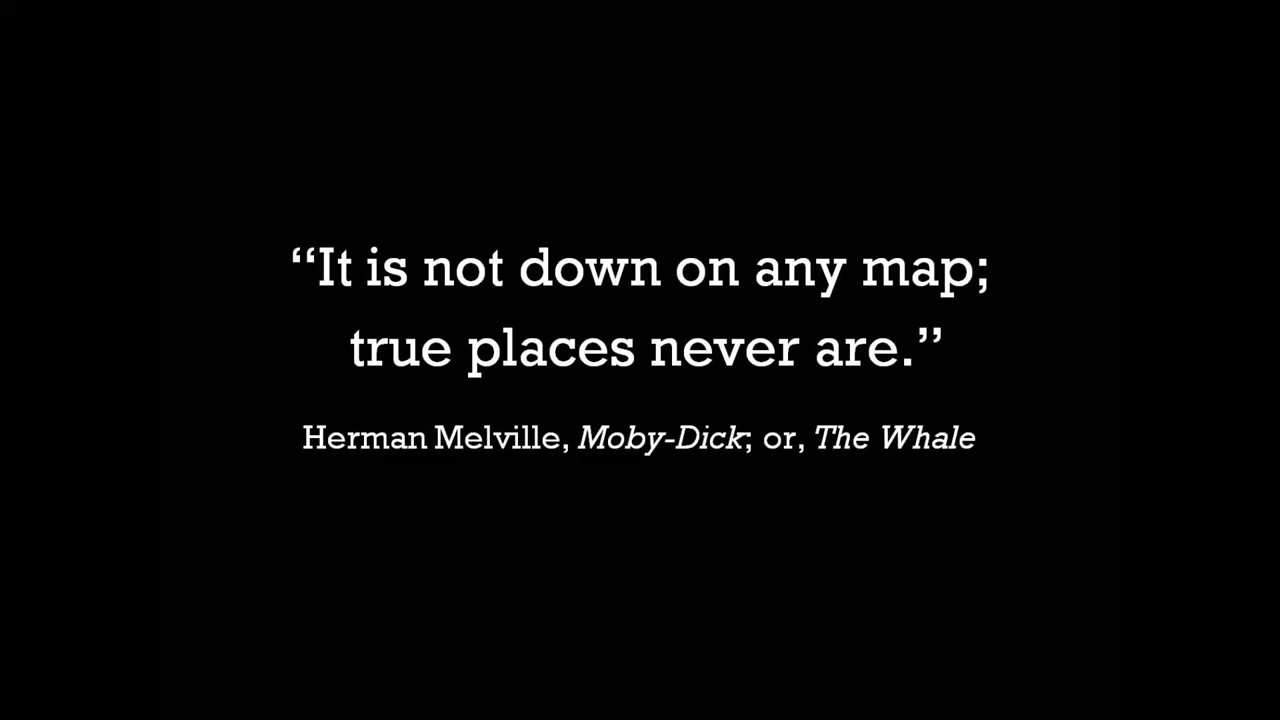 “It is not down on any map;
true places never are.”
Herman Melville, Moby-Dick; or, The Whale